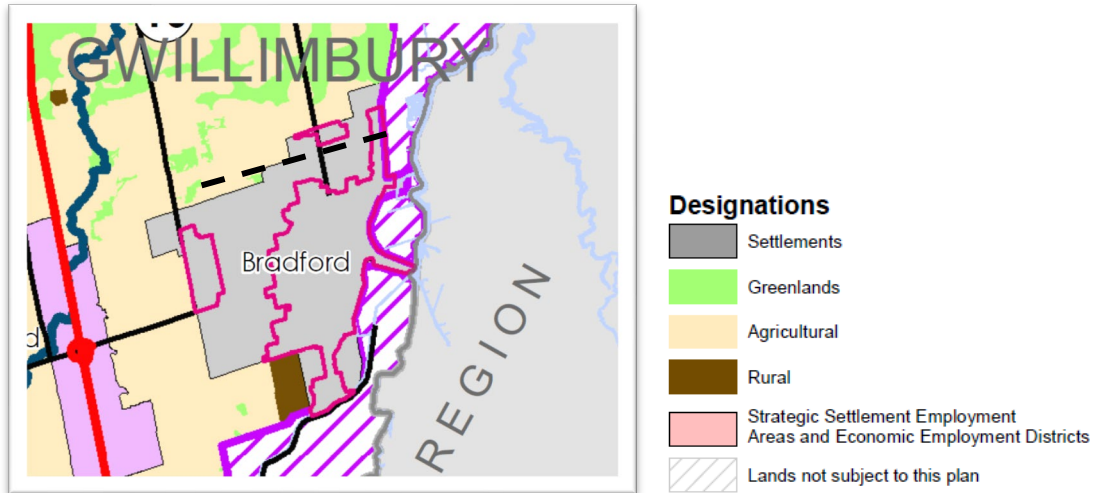 GWILLIMBURY
Bradford
REGION
Designations
Settlements
Greenlands
Agricultural
Rural
Strategic Settlement Employment
Areas and Economic Employment Districts
Lands not subject to this plan